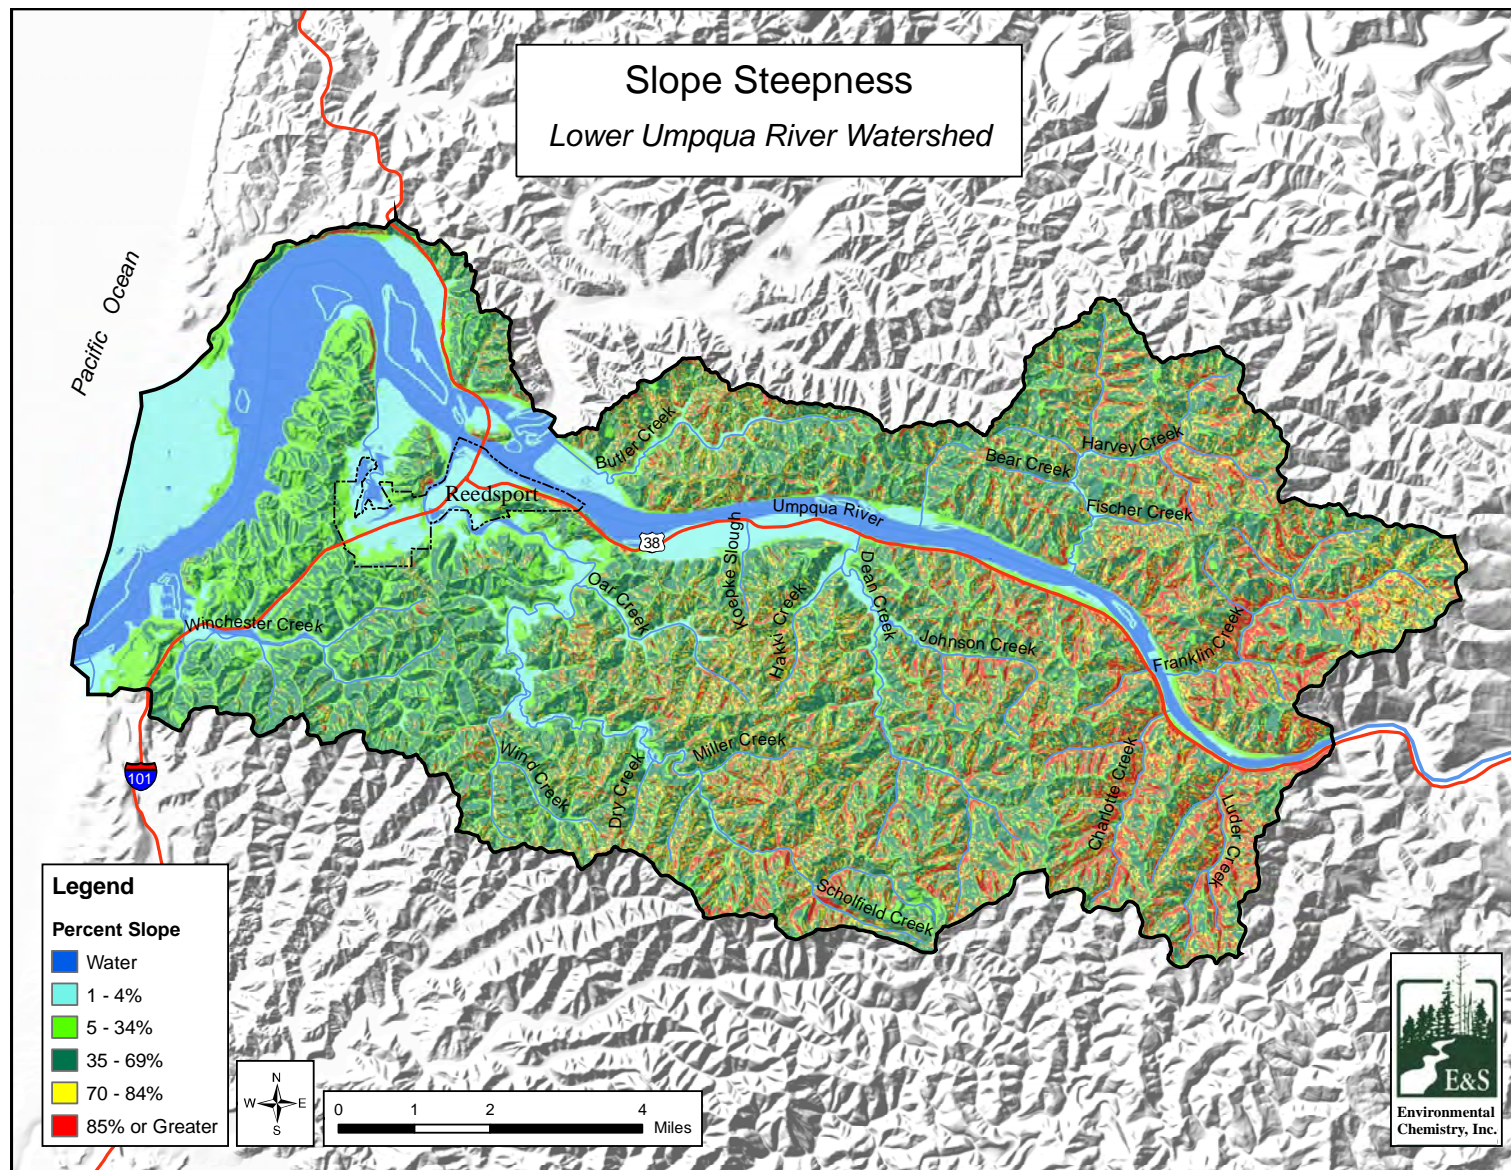 Slope Steepness
Lower Umpqua River Watershed
Pacific Ocean
Butler Creek
Bear Creek
Harvey Creek
Reedsport
Umpqua River
Fischer Creek
38
Koepke Slough
Oar Creek
Harki Creek
Dean Creek
Johnson Creek
Franklin Creek
Winchester Creek
Wind Creek
Dry Creek
Miller Creek
Charlotte Creek
Luder Creek
Scholfield Creek
101
Legend
Percent Slope
Water
1 - 4%
5 - 34%
35 - 69%
70 - 84%
85% or Greater
N
W E
S
0 1 2 4
Miles
E&S
Environmental
Chemistry, Inc.